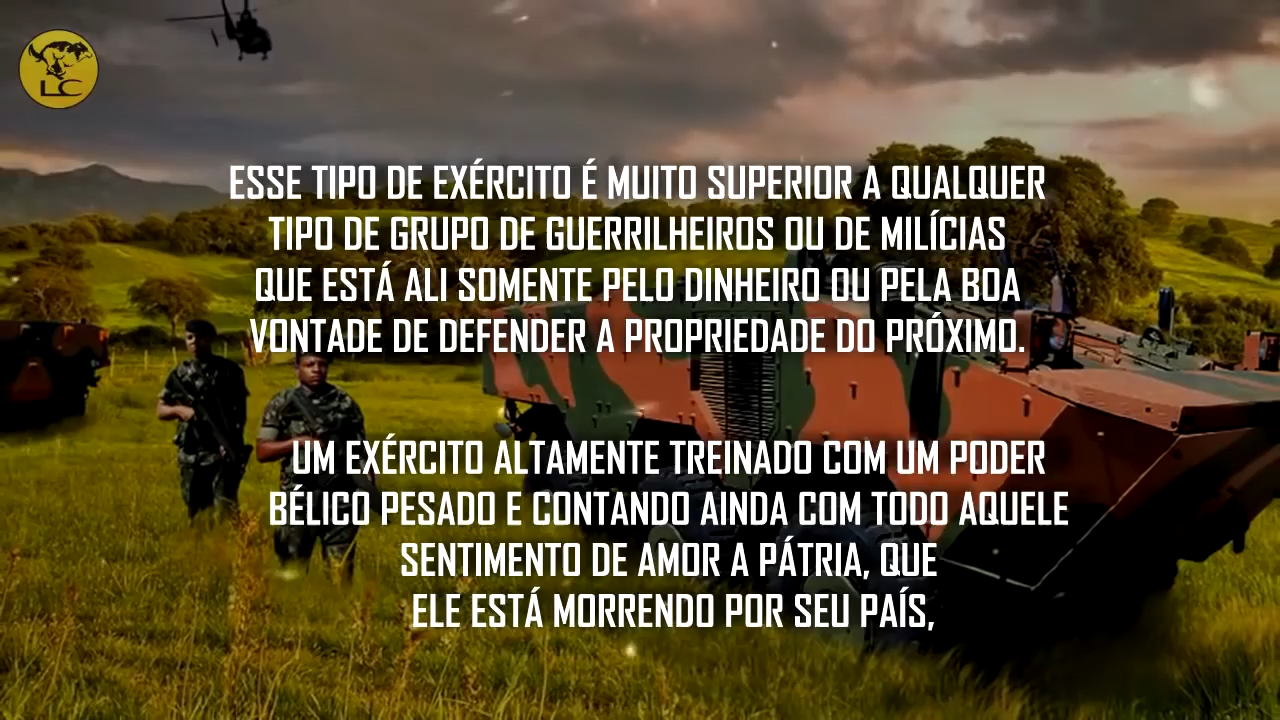 LC
ESSE TIPO DE EXÉRCITO É MUITO SUPERIOR A QUALQUER
TIPO DE GRUPO DE GUERRILHEIROS OU DE MILÍCIAS
QUE ESTÁ ALI SOMENTE PELO DINHEIRO OU PELA BOA
VONTADE DE DEFENDER A PROPRIEDADE DO PRÓXIMO.
UM EXÉRCITO ALTAMENTE TREINADO COM UM PODER
BÉLICO PESADO E CONTANDO AINDA COM TODO AQUELE
SENTIMENTO DE AMOR A PÁTRIA, QUE
ELE ESTÁ MORRENDO POR SEU PAÍS,